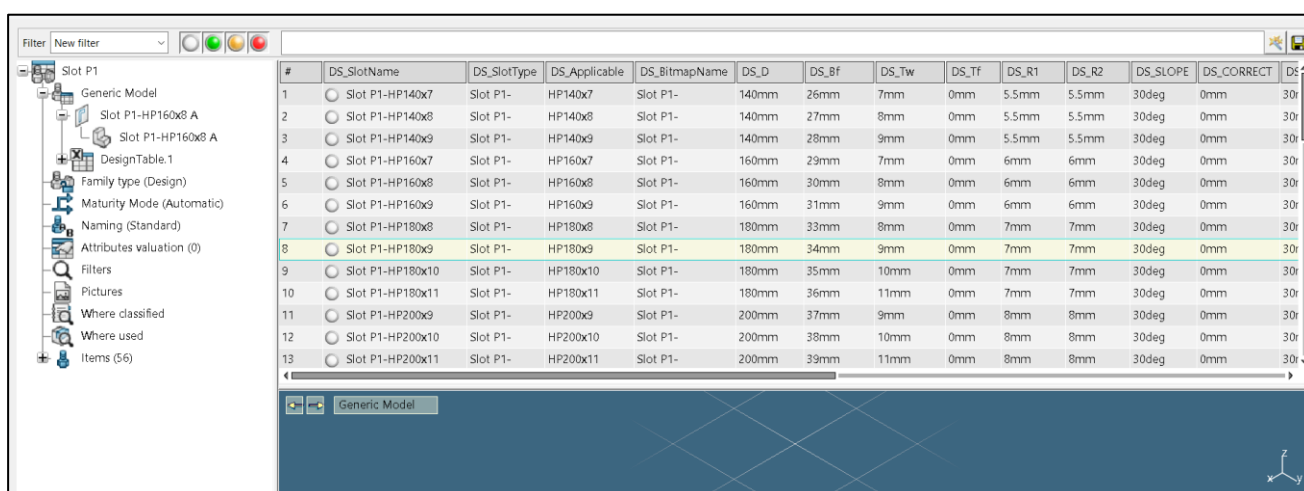 Filter New filter
Slot P1
Generic Model
Slot P1-HP160x8 A
Slot P1-HP160x8 A
DesignTable.1
Family type (Design)
Maturity Mode (Automatic)
Naming (Standard)
Attributes valuation (0)
Filters
Pictures
Where classified
Where used
Items (56)
# DS_SlotName DS_SlotType DS_Applicable DS_BitmapName DS_D DS_Bf DS_Tw DS_Tf DS_R1 DS_R2 DS_SLOPE DS_CORRECT DS
1 Slot P1-HP140x7 Slot P1- HP140x7 Slot P1- 140mm 26mm 7mm 0mm 5.5mm 5.5mm 30deg 0mm
2 Slot P1-HP140x8 Slot P1- HP140x8 Slot P1- 140mm 27mm 8mm 0mm 5.5mm 5.5mm 30deg 0mm
3 Slot P1-HP140x9 Slot P1- HP140x9 Slot P1- 140mm 28mm 9mm 0mm 5.5mm 5.5mm 30deg 0mm
4 Slot P1-HP160x7 Slot P1- HP160x7 Slot P1- 160mm 29mm 7mm 0mm 6mm 6mm 30deg 0mm
5 Slot P1-HP160x8 Slot P1- HP160x8 Slot P1- 160mm 30mm 8mm 0mm 6mm 6mm 30deg 0mm
6 Slot P1-HP160x9 Slot P1- HP160x9 Slot P1- 160mm 31mm 9mm 0mm 6mm 6mm 30deg 0mm
7 Slot P1-HP180x8 Slot P1- HP180x8 Slot P1- 180mm 33mm 8mm 0mm 7mm 7mm 30deg 0mm
8 Slot P1-HP180x9 Slot P1- HP180x9 Slot P1- 180mm 34mm 9mm 0mm 7mm 7mm 30deg 0mm
9 Slot P1-HP180x10 Slot P1- HP180x10 Slot P1- 180mm 35mm 10mm 0mm 7mm 7mm 30deg 0mm
10 Slot P1-HP180x11 Slot P1- HP180x11 Slot P1- 180mm 36mm 11mm 0mm 7mm 7mm 30deg 0mm
11 Slot P1-HP200x9 Slot P1- HP200x9 Slot P1- 200mm 37mm 9mm 0mm 8mm 8mm 30deg 0mm
12 Slot P1-HP200x10 Slot P1- HP200x10 Slot P1- 200mm 38mm 10mm 0mm 8mm 8mm 30deg 0mm
13 Slot P1-HP200x11 Slot P1- HP200x11 Slot P1- 200mm 39mm 11mm 0mm 8mm 8mm 30deg 0mm
Generic Model
z
x y